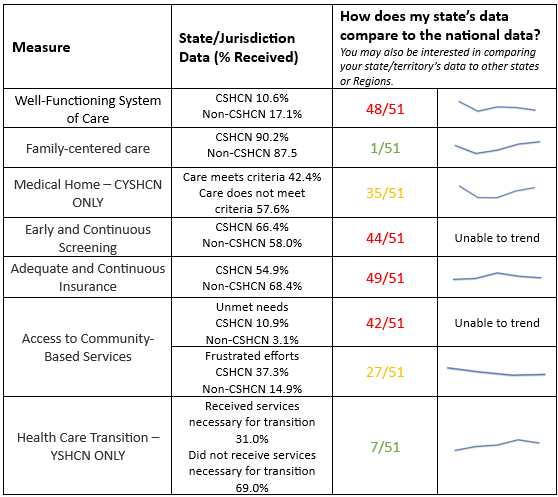 Measure
State/Jurisdiction
Data (% Received)
How does my state's data
compare to the national data?
You may also be interested in comparing
your state/territory's data to other states
or Regions.
Well-Functioning System
of Care
CSHCN 10.6%
Non-CSHCN 17.1%
48/51
Family-centered care
CSHCN 90.2%
Non-CSHCN 87.5
1/51
Medical Home – CYSHCN
ONLY
Care meets criteria 42.4%
Care does not meet
criteria 57.6%
35/51
Early and Continuous
Screening
CSHCN 66.4%
Non-CSHCN 58.0%
44/51
Unable to trend
Adequate and Continuous
Insurance
CSHCN 54.9%
Non-CSHCN 68.4%
49/51
Access to Community-
Based Services
Unmet needs
CSHCN 10.9%
Non-CSHCN 3.1%
42/51
Unable to trend
Frustrated efforts
CSHCN 37.3%
Non-CSHCN 14.9%
27/51
Health Care Transition –
YSHCN ONLY
Received services
necessary for transition
31.0%
Did not receive services
necessary for transition
69.0%
7/51